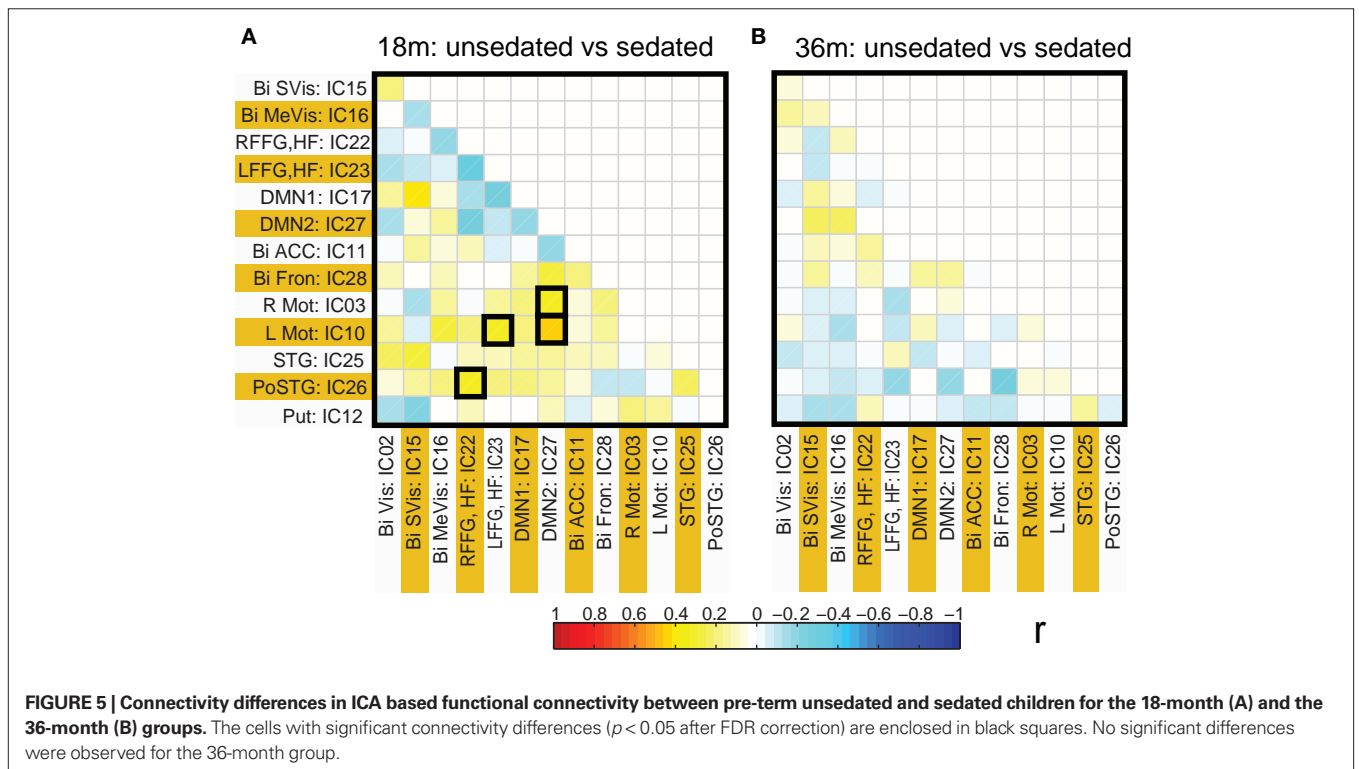 A
18m: unsedated vs sedated
B
36m: unsedated vs sedated
Bi SVis: IC15
Bi MeVis: IC16
RFFG,HF: IC22
LFFG,HF: IC23
DMN1: IC17
DMN2: IC27
Bi ACC: IC11
Bi Fron: IC28
R Mot: IC03
L Mot: IC10
STG: IC25
PoSTG: IC26
Put: IC12
Bi Vis: IC02
Bi SVis: IC15
Bi MeVis: IC16
RFFG, HF: IC22
LFFG, HF: IC23
DMN1: IC17
DMN2: IC27
Bi ACC: IC11
Bi Fron: IC28
R Mot: IC03
L Mot: IC10
STG: IC25
PoSTG: IC26
Bi Vis: IC02
Bi SVis: IC15
Bi MeVis: IC16
RFFG, HF: IC22
LFFG, HF: IC23
DMN1: IC17
DMN2: IC27
Bi ACC: IC11
Bi Fron: IC28
R Mot: IC03
L Mot: IC10
STG: IC25
PoSTG: IC26
1 0.8 0.6 0.4 0.2 0 −0.2 −0.4 −0.6 −0.8 −1
r
FIGURE 5 | Connectivity differences in ICA based functional connectivity between pre-term unsedated and sedated children for the 18-month (A) and the
36-month (B) groups. The cells with significant connectivity differences (p < 0.05 after FDR correction) are enclosed in black squares. No significant differences
were observed for the 36-month group.